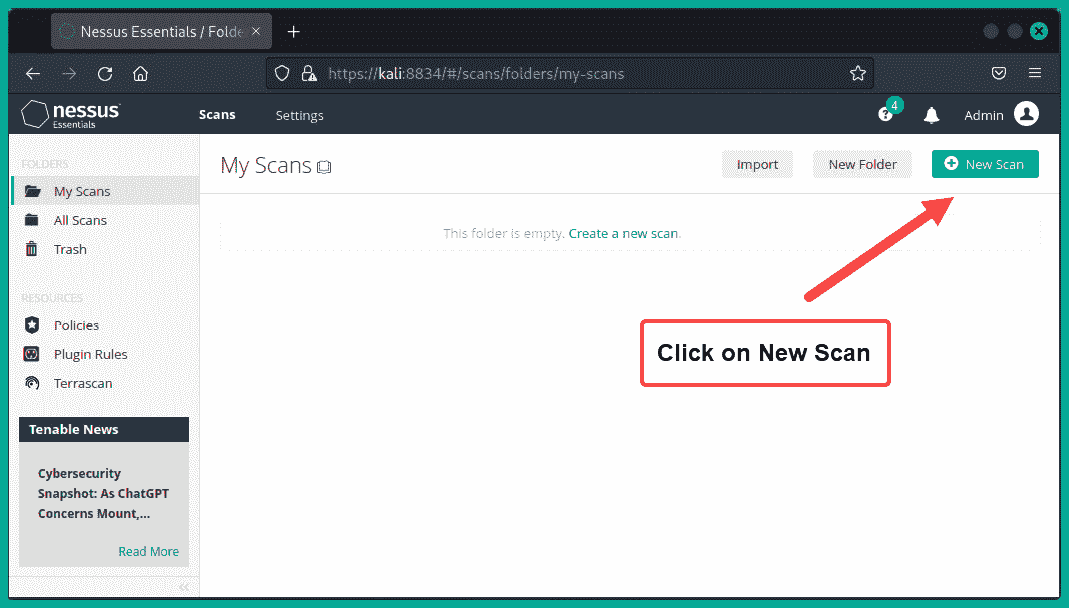 Nessus Essentials / Folde
https://kali:8834/#/scans/folders/my-scans
nessus
Essentials
Scans
Settings
4
Admin
FOLDERS
My Scans
All Scans
Trash
RESOURCES
Policies
Plugin Rules
Terrascan
Tenable News
Cybersecurity
Snapshot: As ChatGPT
Concerns Mount,...
Read More
My Scans
Import
New Folder
New Scan
This folder is empty. Create a new scan.
Click on New Scan